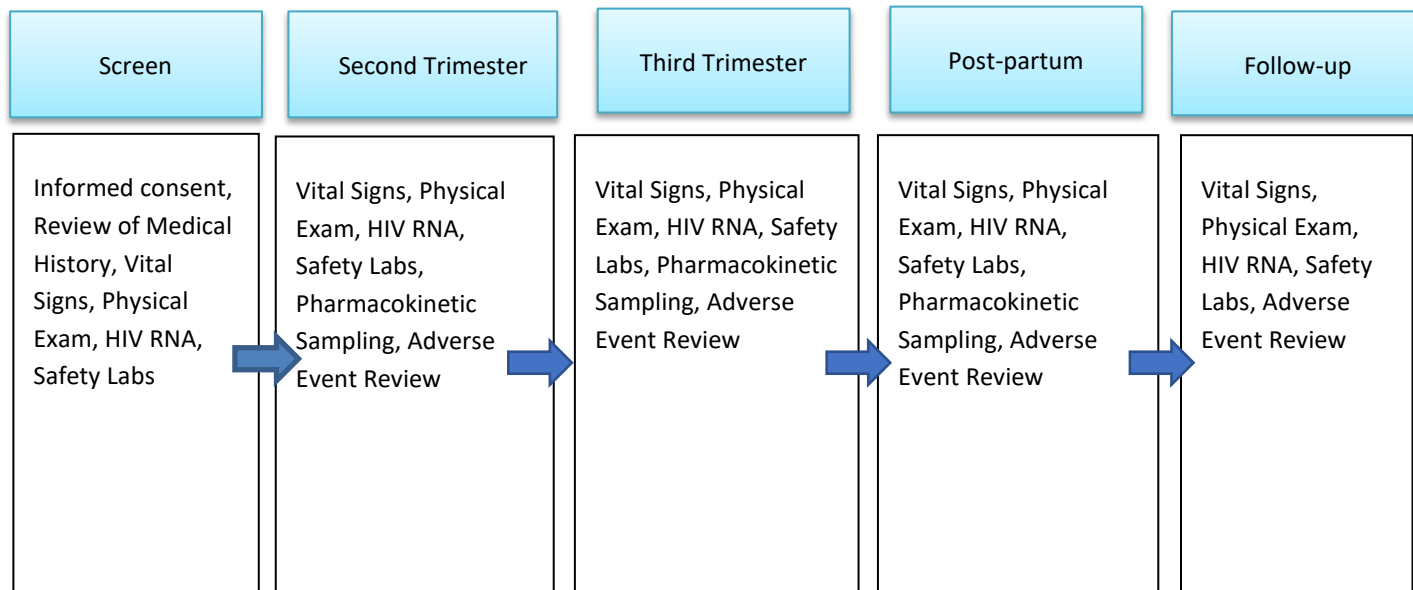 Screen
Second Trimester
Third Trimester
Post-partum
Follow-up
Informed consent,
Review of Medical
History, Vital
Signs, Physical
Exam, HIV RNA,
Safety Labs
Vital Signs, Physical
Exam, HIV RNA,
Safety Labs,
Pharmacokinetic
Sampling, Adverse
Event Review
Vital Signs, Physical
Exam, HIV RNA, Safety
Labs, Pharmacokinetic
Sampling, Adverse
Event Review
Vital Signs, Physical
Exam, HIV RNA,
Safety Labs,
Pharmacokinetic
Sampling, Adverse
Event Review
Vital Signs,
Physical Exam,
HIV RNA, Safety
Labs, Adverse
Event Review